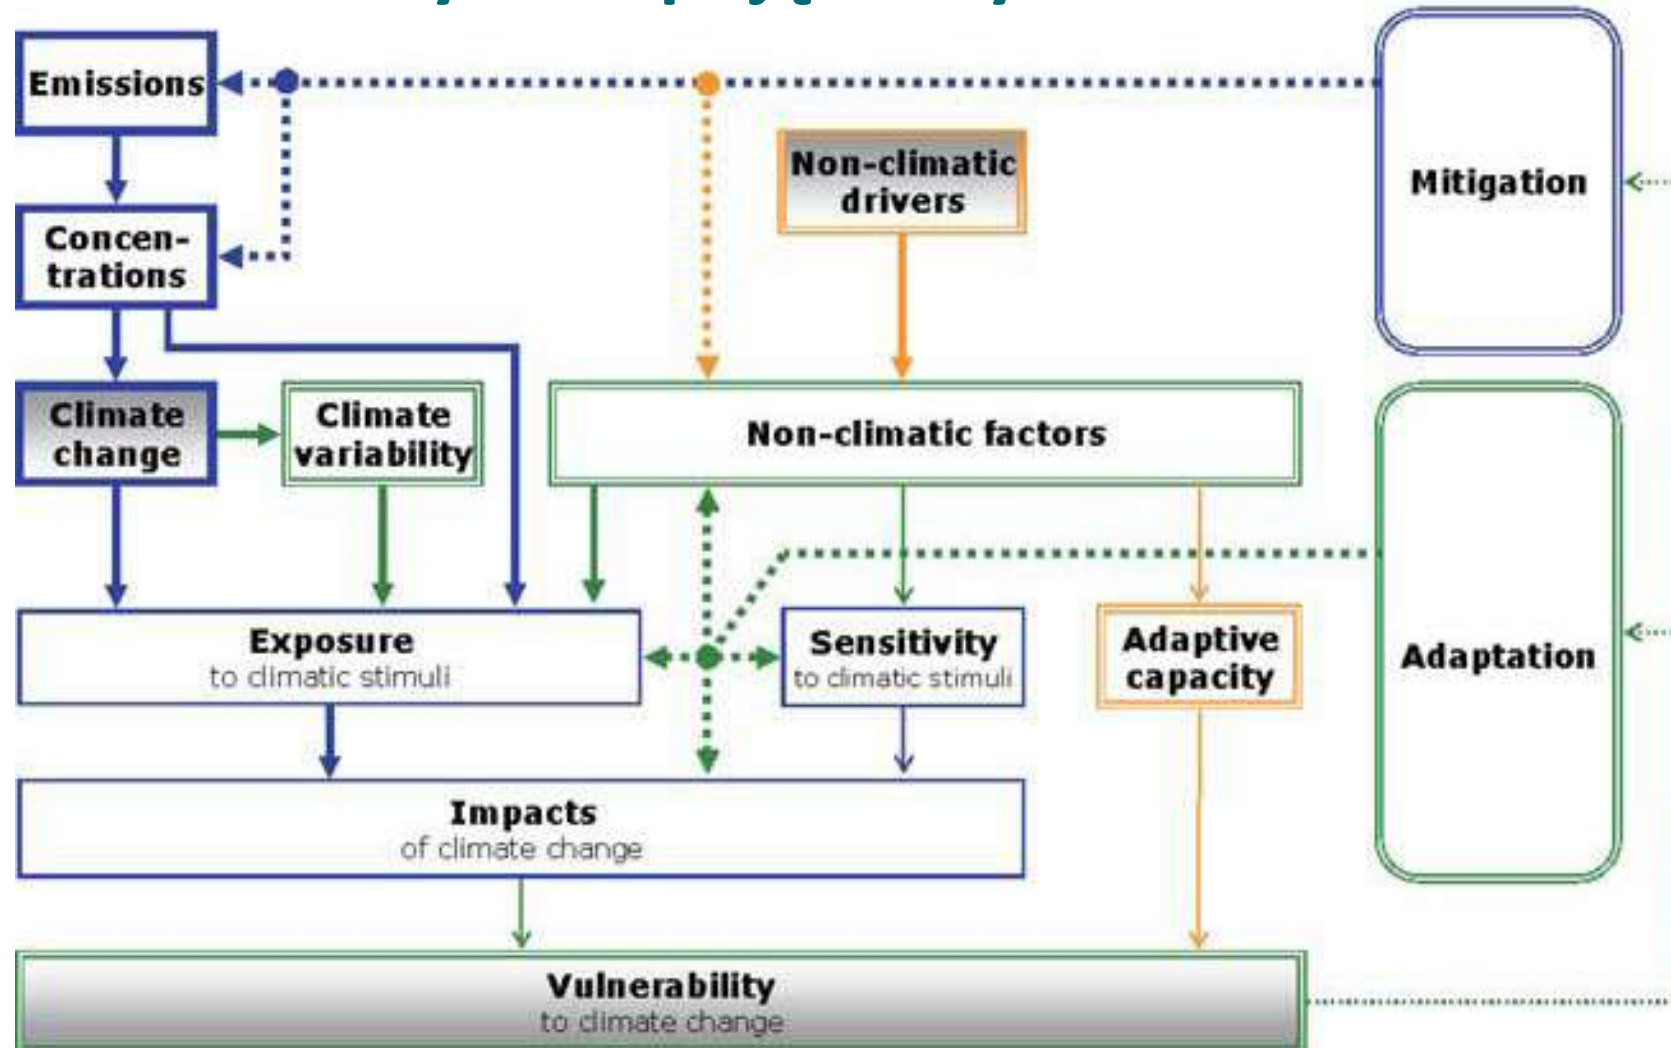 Emissions
Non-climatic
drivers
Mitigation
Concen-
trations
Climate
change
Climate
variability
Non-climatic factors
Exposure
to climatic stimuli
Sensitivity
to climatic stimuli
Adaptive
capacity
Adaptation
Impacts
of climate change
Vulnerability
to climate change